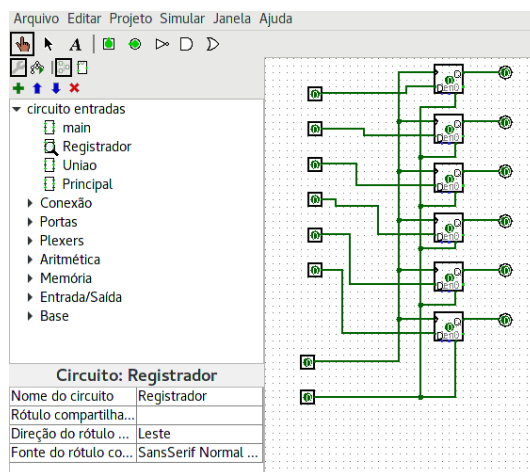 Arquivo Editar Projeto Simular Janela Ajuda
A
circuito entradas
main
Registrador
Uniao
Principal
Conexão
Portas
Plexers
Aritmética
Memória
Entrada/Saída
Base
Circuito: Registrador
Nome do circuito Registrador
Rótulo compartilha...
Direção do rótulo ... Leste
Fonte do rótulo co... SansSerif Normal ...
Q
Q
Q
Q
Q
Q